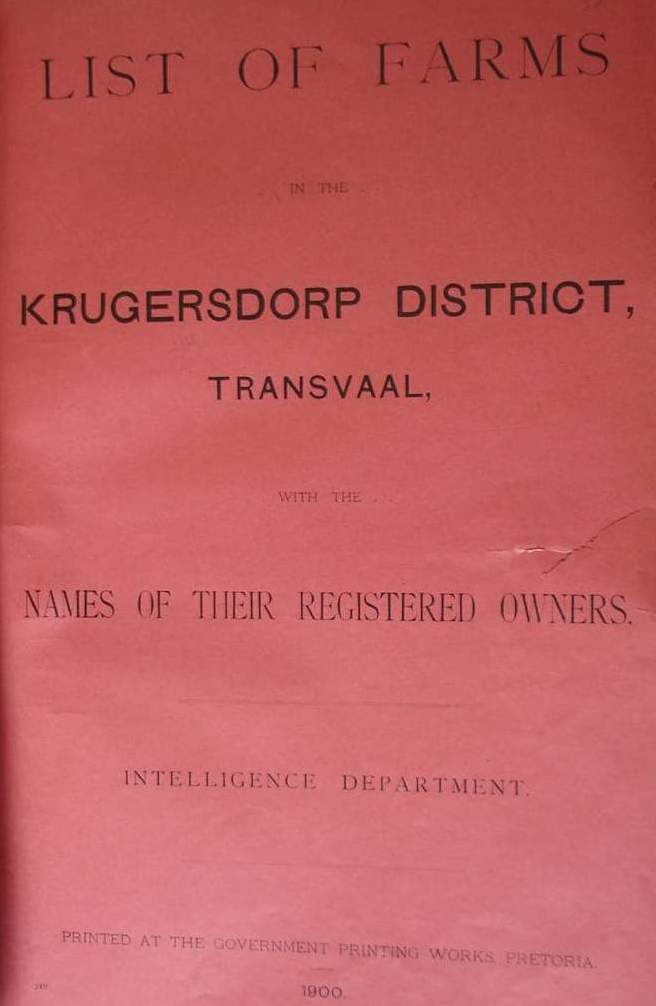 LIST OF FARMS
IN THE
KRUGERSDORP DISTRICT,
TRANSVAAL,
WITH THE
NAMES OF THEIR REGISTERED OWNERS.
INTELLIGENCE DEPARTMENT.
PRINTED AT THE GOVERNMENT PRINTING WORKS, PRETORIA.
1900.